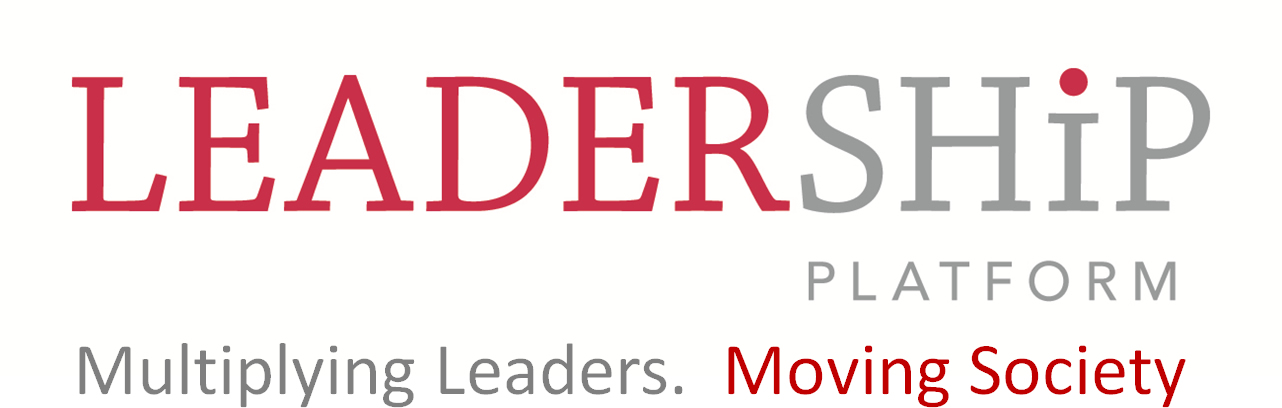 LEADERSHiP
PLATFORM
Multiplying Leaders. Moving Society